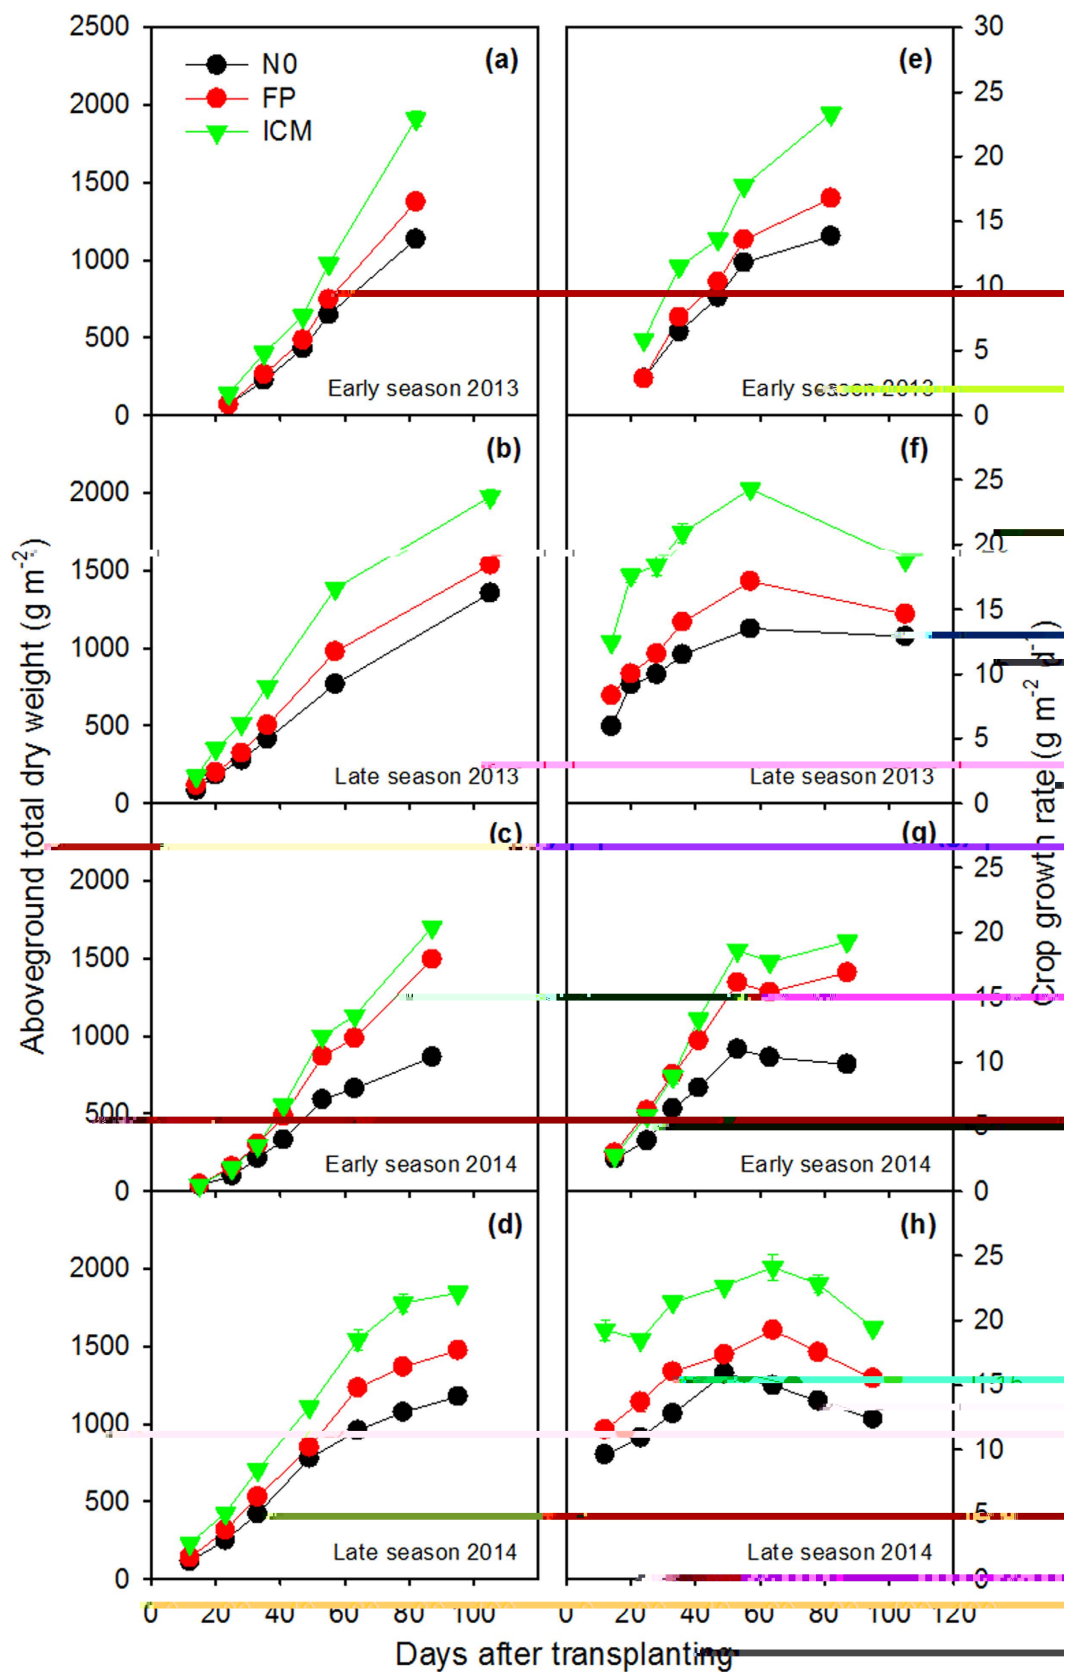 2500
2000
1500
1000
500
0
(a)
N0
FP
ICM
Early season 2013
(e)
Early season 2013
30
25
20
15
10
5
0
2000
1500
1000
500
0
(b)
Late season 2013
(f)
Late season 2013
25
20
15
10
5
0
2000
1500
1000
500
0
(c)
Early season 2014
(g)
Early season 2014
25
20
15
10
5
0
2000
1500
1000
500
0
(d)
Late season 2014
(h)
Late season 2014
25
20
15
10
5
0
0 20 40 60 80 100
0 20 40 60 80 100 120
Days after transplanting
Aboveground total dry weight (g m⁻²)
Crop growth rate (g m⁻² d⁻¹)